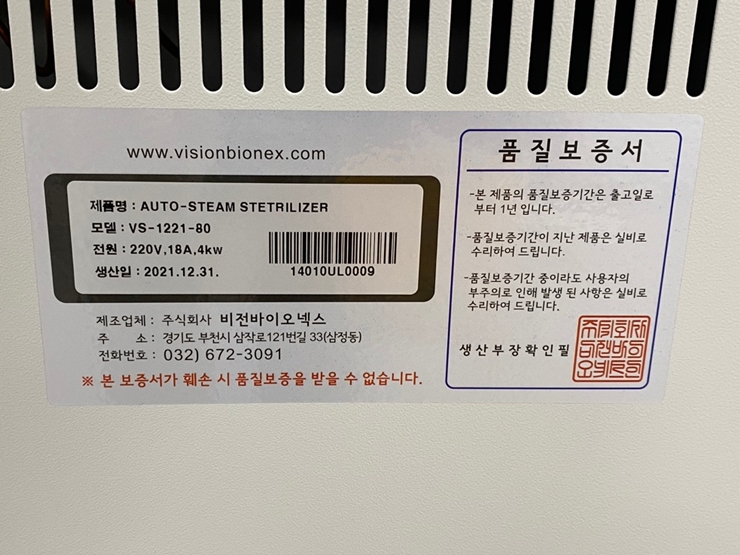 www.visionbionex.com
제품명 : AUTO-STEAM STETRILIZER
모델 : VS-1221-80
전원 : 220V,18A,4kw
생산일 : 2021.12.31.
14010UL0009
제조업체 : 주식회사 비전바이오넥스
주 소 : 경기도 부천시 삼작로121번길 33(삼정동)
전화번호 : 032) 672-3091
※ 본 보증서가 훼손 시 품질보증을 받을 수 없습니다.
품질보증서
-본 제품의 품질보증기간은 출고일로
부터 1년 입니다.
-품질보증기간이 지난 제품은 실비로
수리하여 드립니다.
-품질보증기간 중이라도 사용자의
부주의로 인해 발생 된 사항은 실비로
수리하여 드립니다.
생산부장확인필